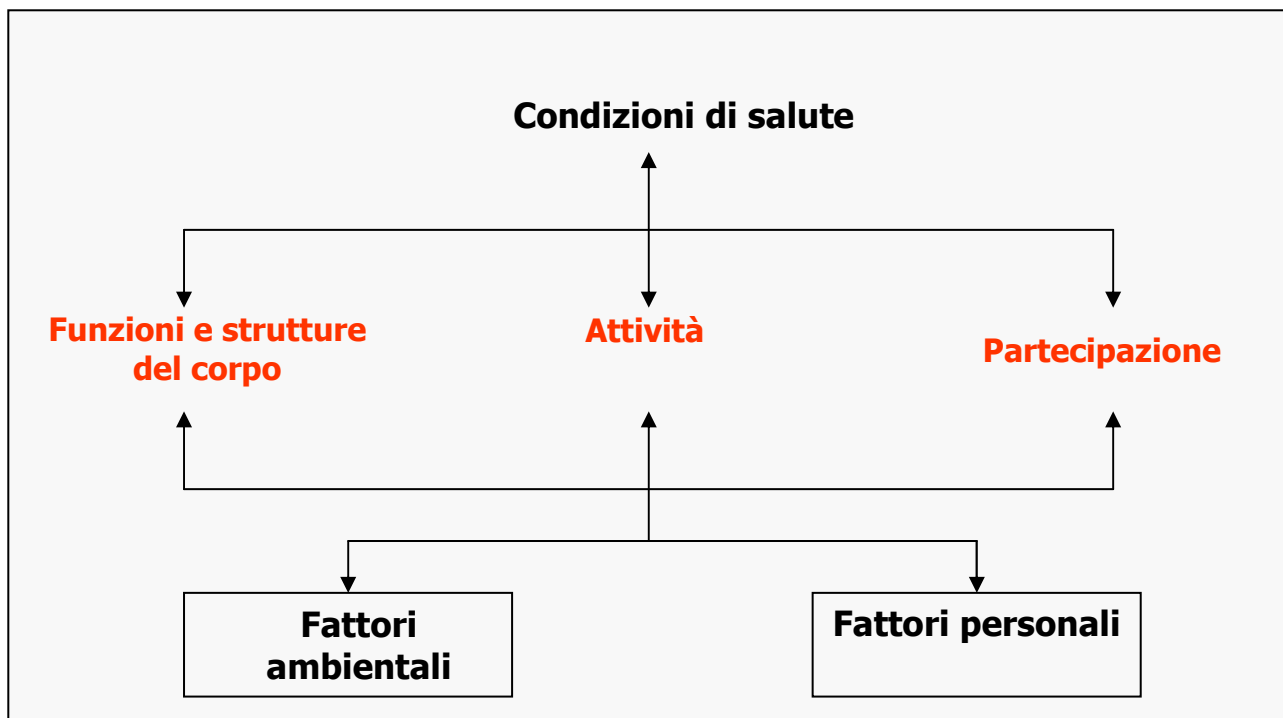 Condizioni di salute
Funzioni e strutture
del corpo
Attività
Partecipazione
Fattori
ambientali
Fattori personali